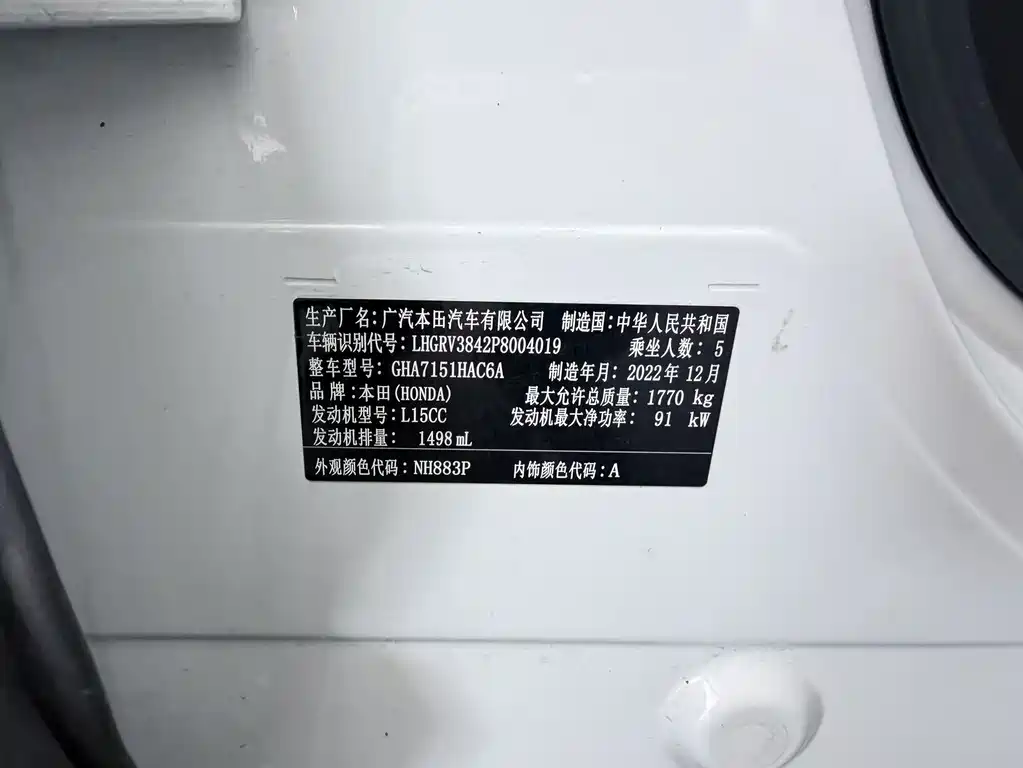 生产厂名:广汽本田汽车有限公司 制造国:中华人民共和国
车辆识别代号: LHGRV3842P8004019 乘坐人数: 5
整车型号: GHA7151HAC6A 制造年月: 2022年12月
品牌:本田(HONDA) 最大允许总质量: 1770 kg
发动机型号: L15CC 发动机最大净功率: 91 kW
发动机排量: 1498 mL
外观颜色代码: NH883P 内饰颜色代码: A